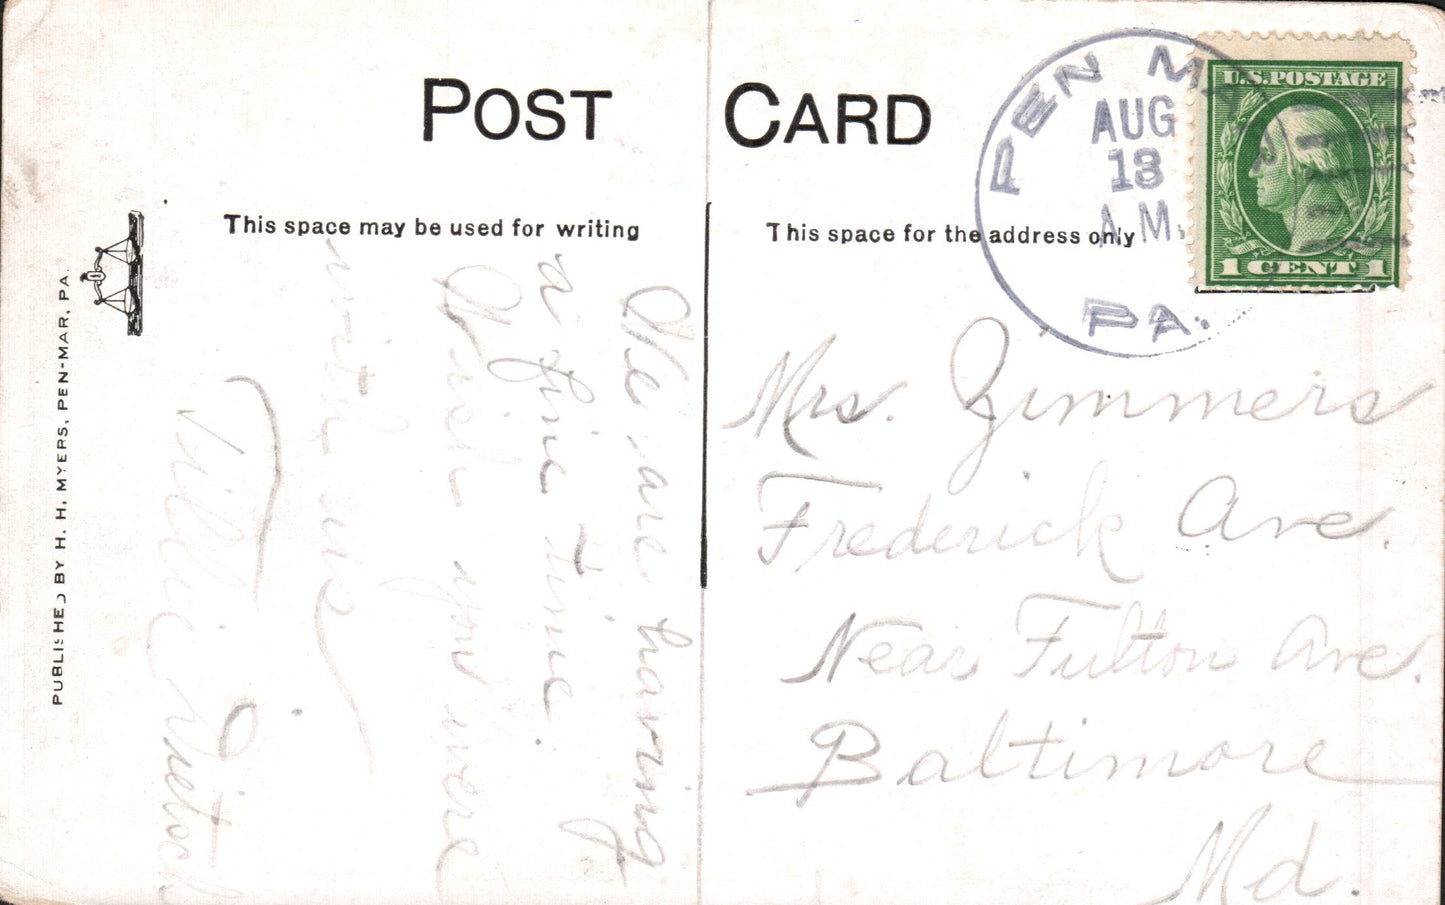 POST CARD
This space may be used for writing
This space for the address only
PEN M
AUG
13
A.M.
PA.
U.S. POSTAGE
1 CENT 1
PUBLISHED BY H. H. MYERS, PEN-MAR, PA.
We are having
a fine time.
Wish you were
with us
Mrs. Zimmers
Frederick Ave.
Near Fulton Ave.
Baltimore
Md.